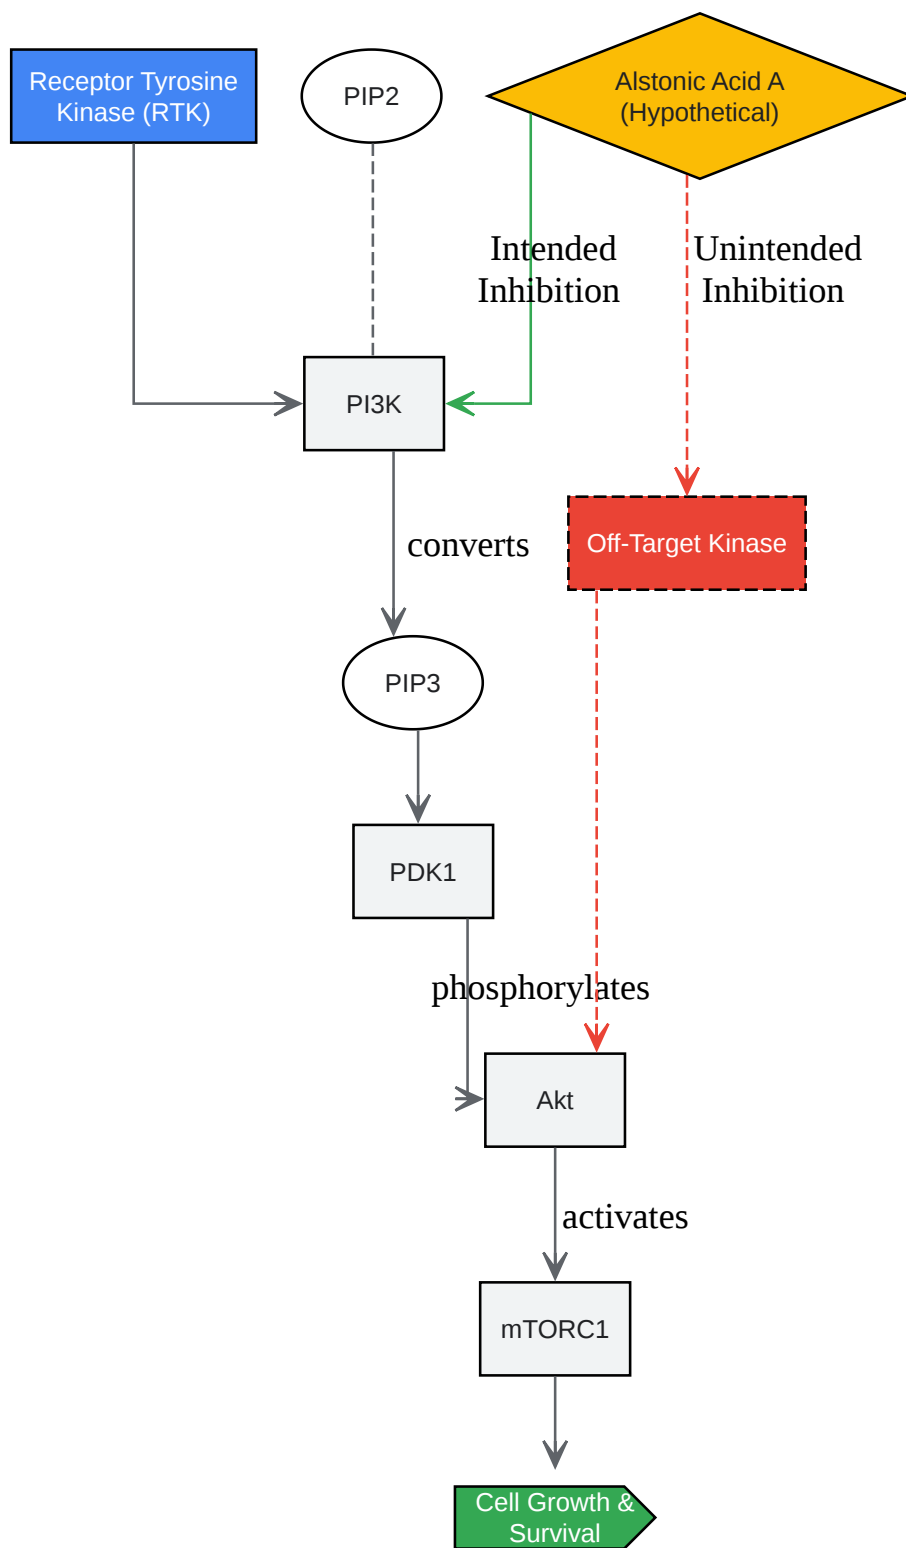 Receptor Tyrosine
Kinase (RTK)
PIP2
Alstonic Acid A
(Hypothetical)
Intended
Inhibition
Unintended
Inhibition
PI3K
Off-Target Kinase
converts
PIP3
PDK1
phosphorylates
Akt
activates
mTORC1
Cell Growth &
Survival